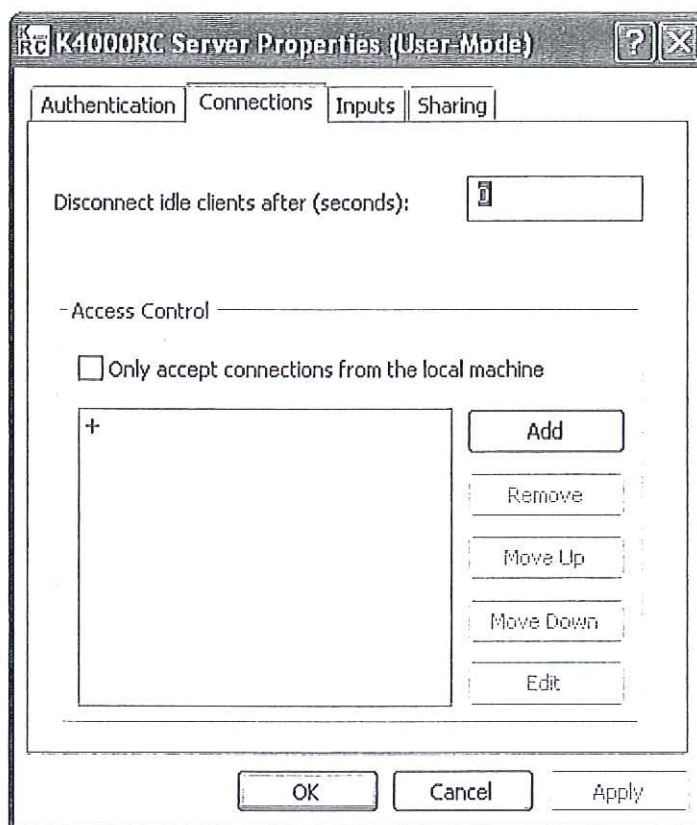 K RC K4000RC Server Properties (User-Mode) ? X
Authentication Connections Inputs Sharing
Disconnect idle clients after (seconds): 0
Access Control
Only accept connections from the local machine
+
Add
Remove
Move Up
Move Down
Edit
OK Cancel Apply